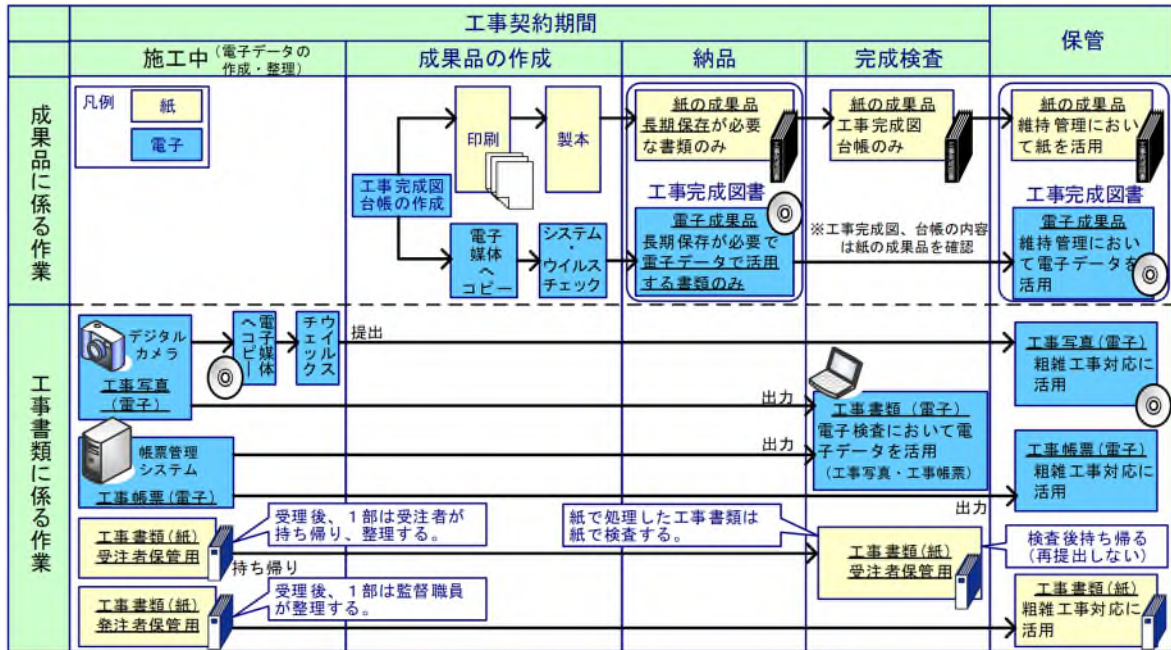 工事契約期間
保管
施工中(電子データの
作成・整理)
成果品の作成
納品
完成検査
成果品に係る作業
凡例
紙
電子
工事完成図
台帳の作成
印刷
製本
電子
媒体
へ
コピー
システム
・
ウイルス
チェック
紙の成果品
長期保存が必要
な書類のみ
工事完成図書
電子成果品
長期保存が必要で
電子データで活用
する書類のみ
紙の成果品
工事完成図
台帳のみ
※工事完成図、台帳の内容
は紙の成果品を確認
紙の成果品
維持管理におい
て紙を活用
工事完成図書
電子成果品
維持管理におい
て電子データを
活用
工事書類に係る作業
デジタル
カメラ
工事写真
(電子)
電子媒体
へコピー
ウイルス
チェック
提出
工事写真(電子)
粗雑工事対応に
活用
出力
工事書類(電子)
電子検査において電
子データを活用
(工事写真・工事帳票)
帳票管理
システム
工事帳票(電子)
出力
出力
工事帳票(電子)
粗雑工事対応に
活用
工事書類(紙)
受注者保管用
受理後、1部は受注者が
持ち帰り、整理する。
持ち帰り
紙で処理した工事書類は
紙で検査する。
工事書類(紙)
受注者保管用
検査後持ち帰る
(再提出しない)
工事書類(紙)
発注者保管用
受理後、1部は監督職員
が整理する。
工事書類(紙)
粗雑工事対応に
活用